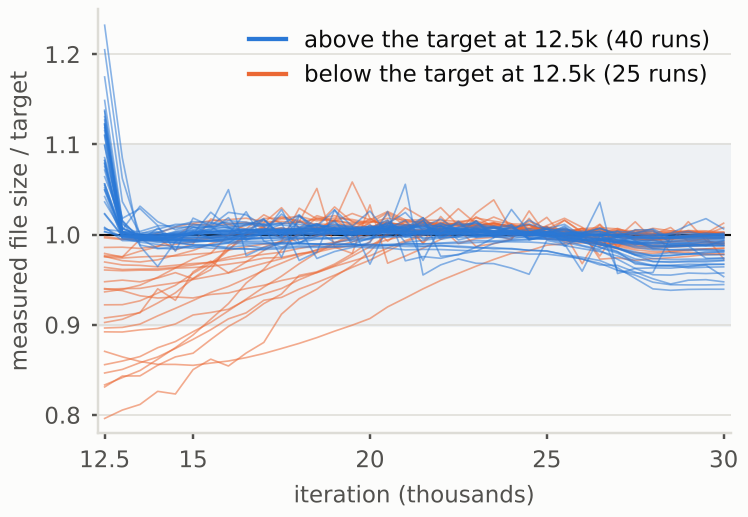 above the target at 12.5k (40 runs)
below the target at 12.5k (25 runs)
measured file size / target
1.2
1.1
1.0
0.9
0.8
12.5
15
20
25
30
iteration (thousands)